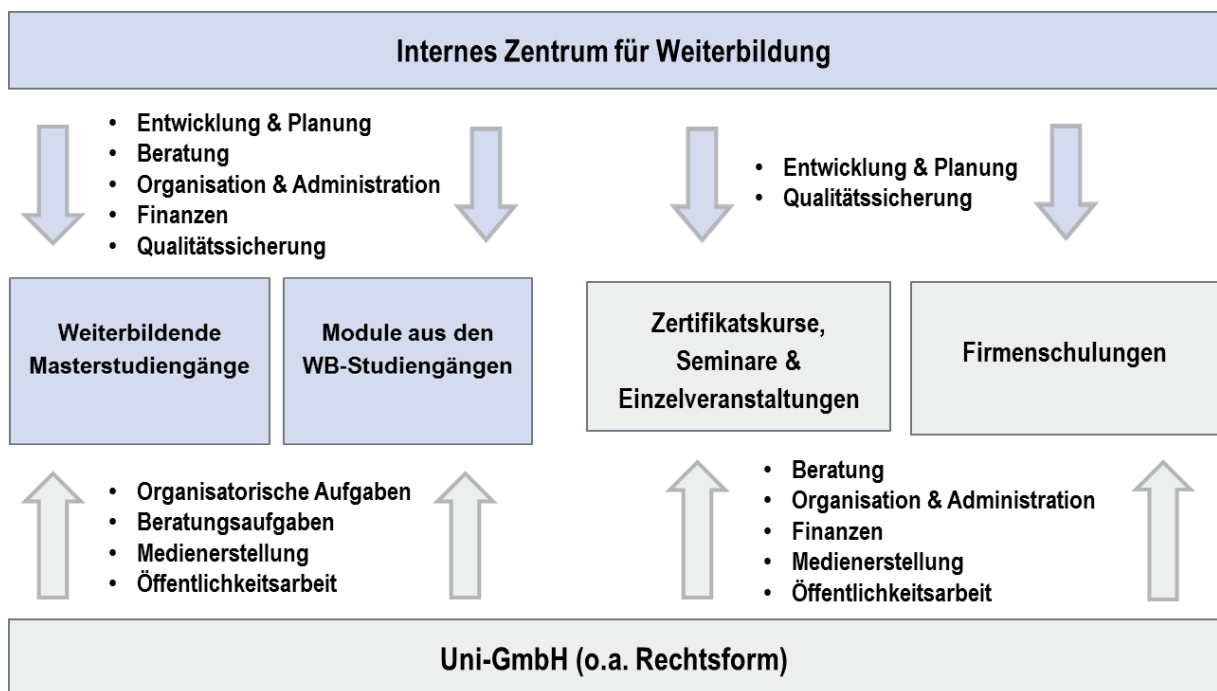 Internes Zentrum für Weiterbildung
• Entwicklung & Planung
• Beratung
• Organisation & Administration
• Finanzen
• Qualitätssicherung
• Entwicklung & Planung
• Qualitätssicherung
Weiterbildende
Masterstudiengänge
Module aus den
WB-Studiengängen
Zertifikatskurse,
Seminare &
Einzelveranstaltungen
Firmenschulungen
• Organisatorische Aufgaben
• Beratungsaufgaben
• Medienerstellung
• Öffentlichkeitsarbeit
• Beratung
• Organisation & Administration
• Finanzen
• Medienerstellung
• Öffentlichkeitsarbeit
Uni-GmbH (o.a. Rechtsform)